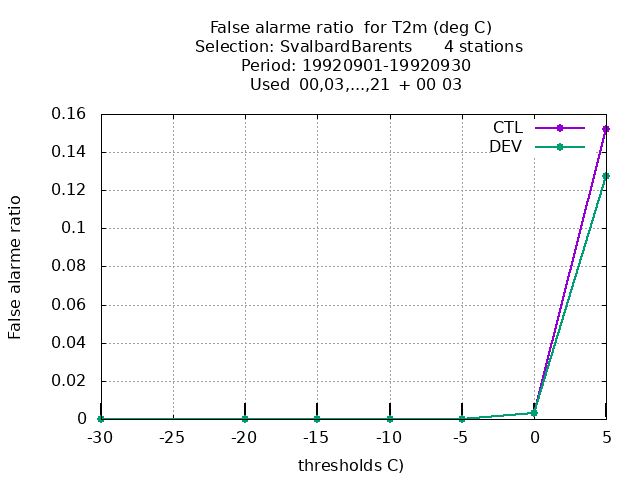 False alarme ratio  for T2m (deg C)
Selection: SvalbardBarents      4 stations
Period: 19920901-19920930
Used  00,03,...,21  + 00 03
CTL
DEV
False alarme ratio
0.16
0.14
0.12
0.1
0.08
0.06
0.04
0.02
0
-30 -25 -20 -15 -10 -5 0 5
thresholds C)